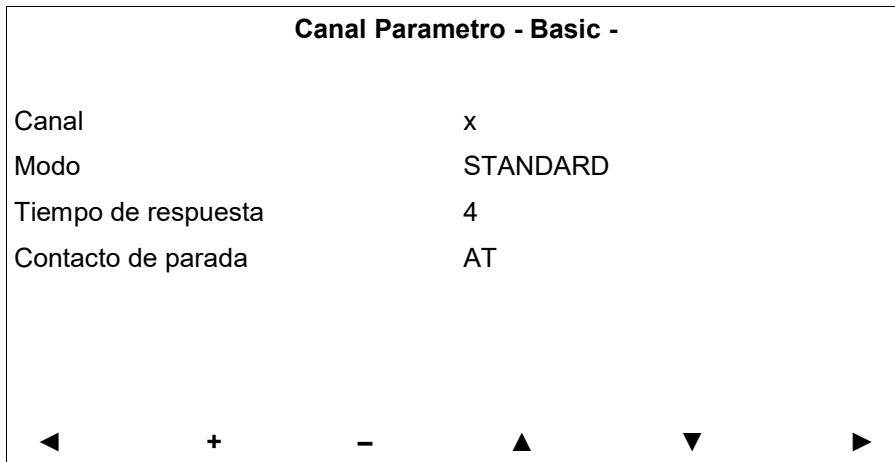 Canal Parametro - Basic -
Canal x
Modo STANDARD
Tiempo de respuesta 4
Contacto de parada AT
◄ + – ▲ ▼ ►